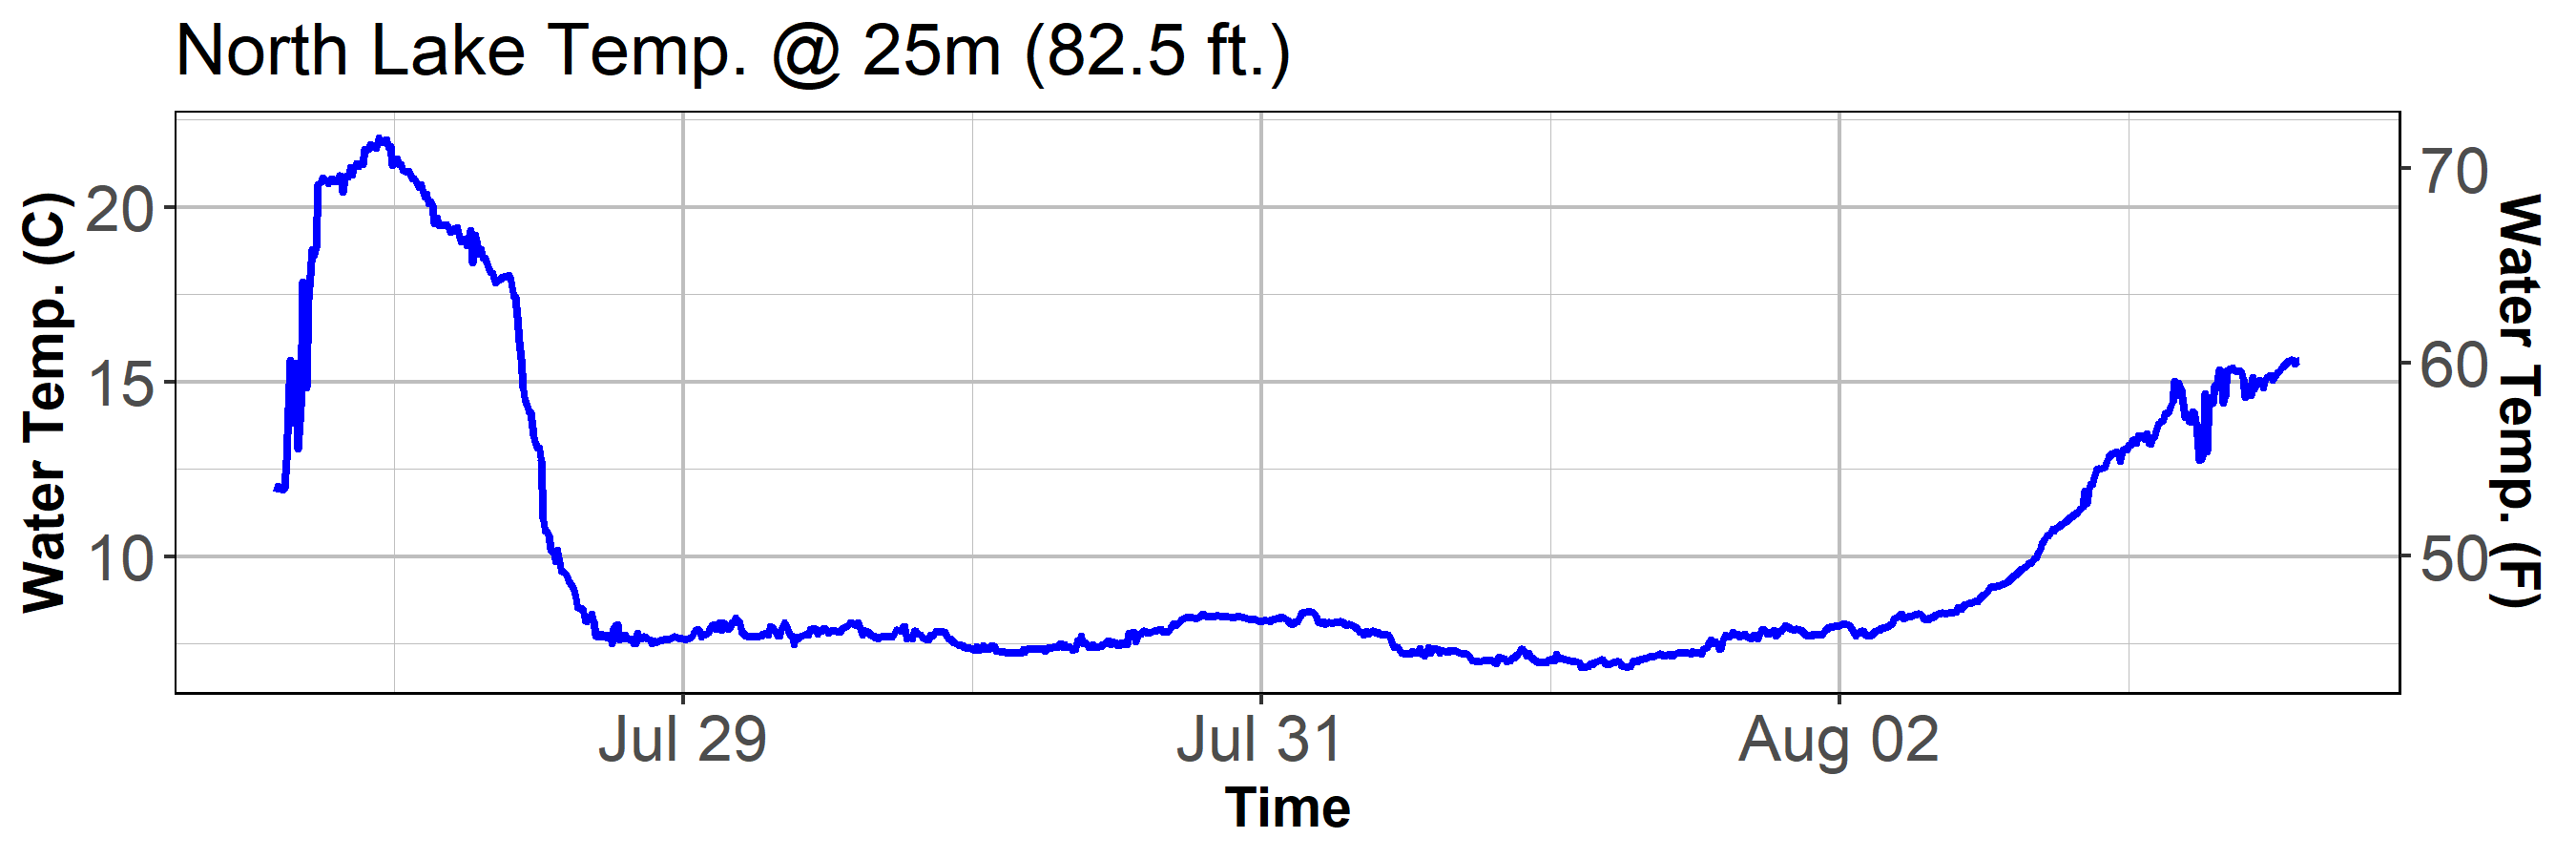 North Lake Temp. @ 25m (82.5 ft.)
Water Temp. (C)
20
15
10
70
60
50
Water Temp. (F)
Jul 29
Jul 31
Aug 02
Time